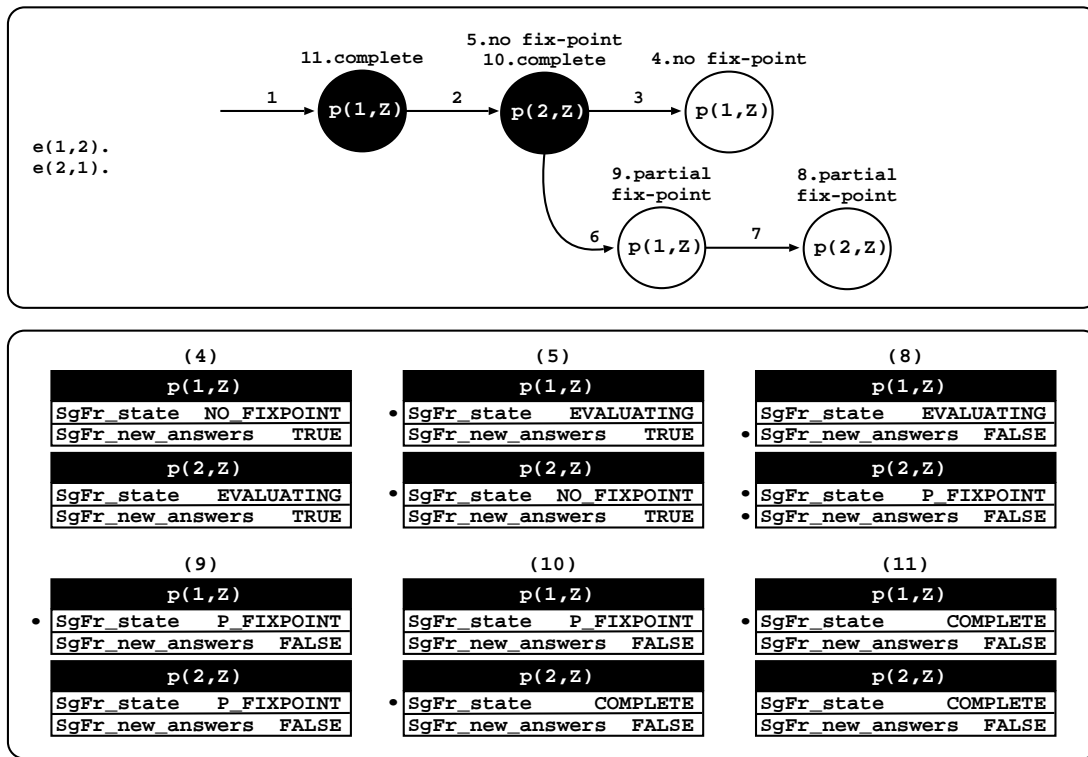 5.no fix-point
11.complete 10.complete 4.no fix-point
1 2 3
p(1,Z) p(2,Z) p(1,Z)
e(1,2).
e(2,1).
9.partial 8.partial
fix-point fix-point
6 7
p(1,Z) p(2,Z)
(4) (5) (8)
p(1,Z) p(1,Z) p(1,Z)
SgFr_state NO_FIXPOINT • SgFr_state EVALUATING SgFr_state EVALUATING
SgFr_new_answers TRUE SgFr_new_answers TRUE • SgFr_new_answers FALSE
p(2,Z) p(2,Z) p(2,Z)
SgFr_state EVALUATING • SgFr_state NO_FIXPOINT • SgFr_state P_FIXPOINT
SgFr_new_answers TRUE SgFr_new_answers TRUE • SgFr_new_answers FALSE
(9) (10) (11)
p(1,Z) p(1,Z) p(1,Z)
• SgFr_state P_FIXPOINT SgFr_state P_FIXPOINT • SgFr_state COMPLETE
SgFr_new_answers FALSE SgFr_new_answers FALSE SgFr_new_answers FALSE
p(2,Z) p(2,Z) p(2,Z)
SgFr_state P_FIXPOINT • SgFr_state COMPLETE SgFr_state COMPLETE
SgFr_new_answers FALSE SgFr_new_answers FALSE SgFr_new_answers FALSE